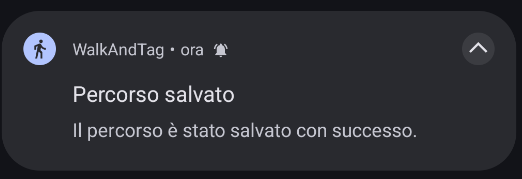 WalkAndTag • ora
Percorso salvato
Il percorso è stato salvato con successo.